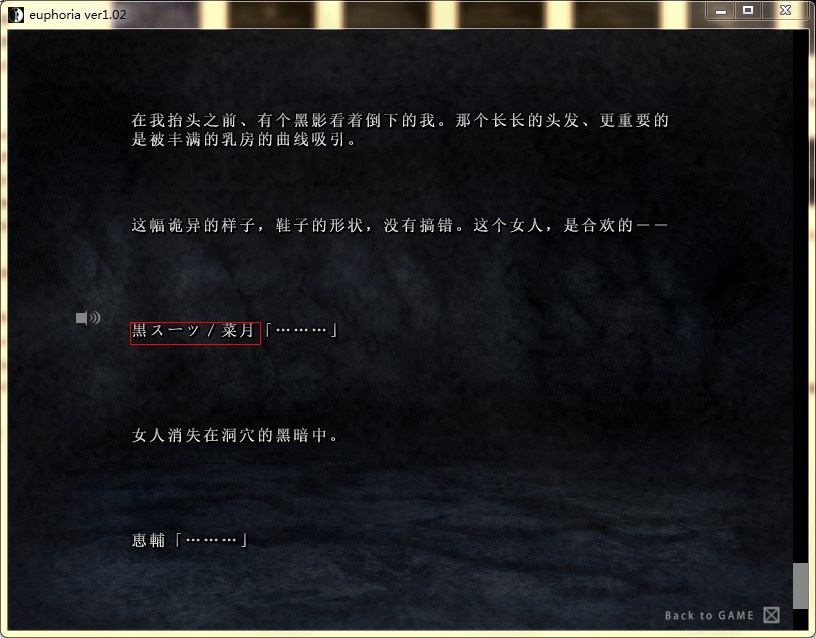 euphoria ver1.02
在我抬头之前、有个黑影看着倒下的我。那个长长的头发、更重要的
是被丰满的乳房的曲线吸引。
这幅诡异的样子，鞋子的形状，没有搞错。这个女人，是合欢的－－
黒スーツ／菜月「………」
女人消失在洞穴的黑暗中。
惠輔「………」
Back to GAME